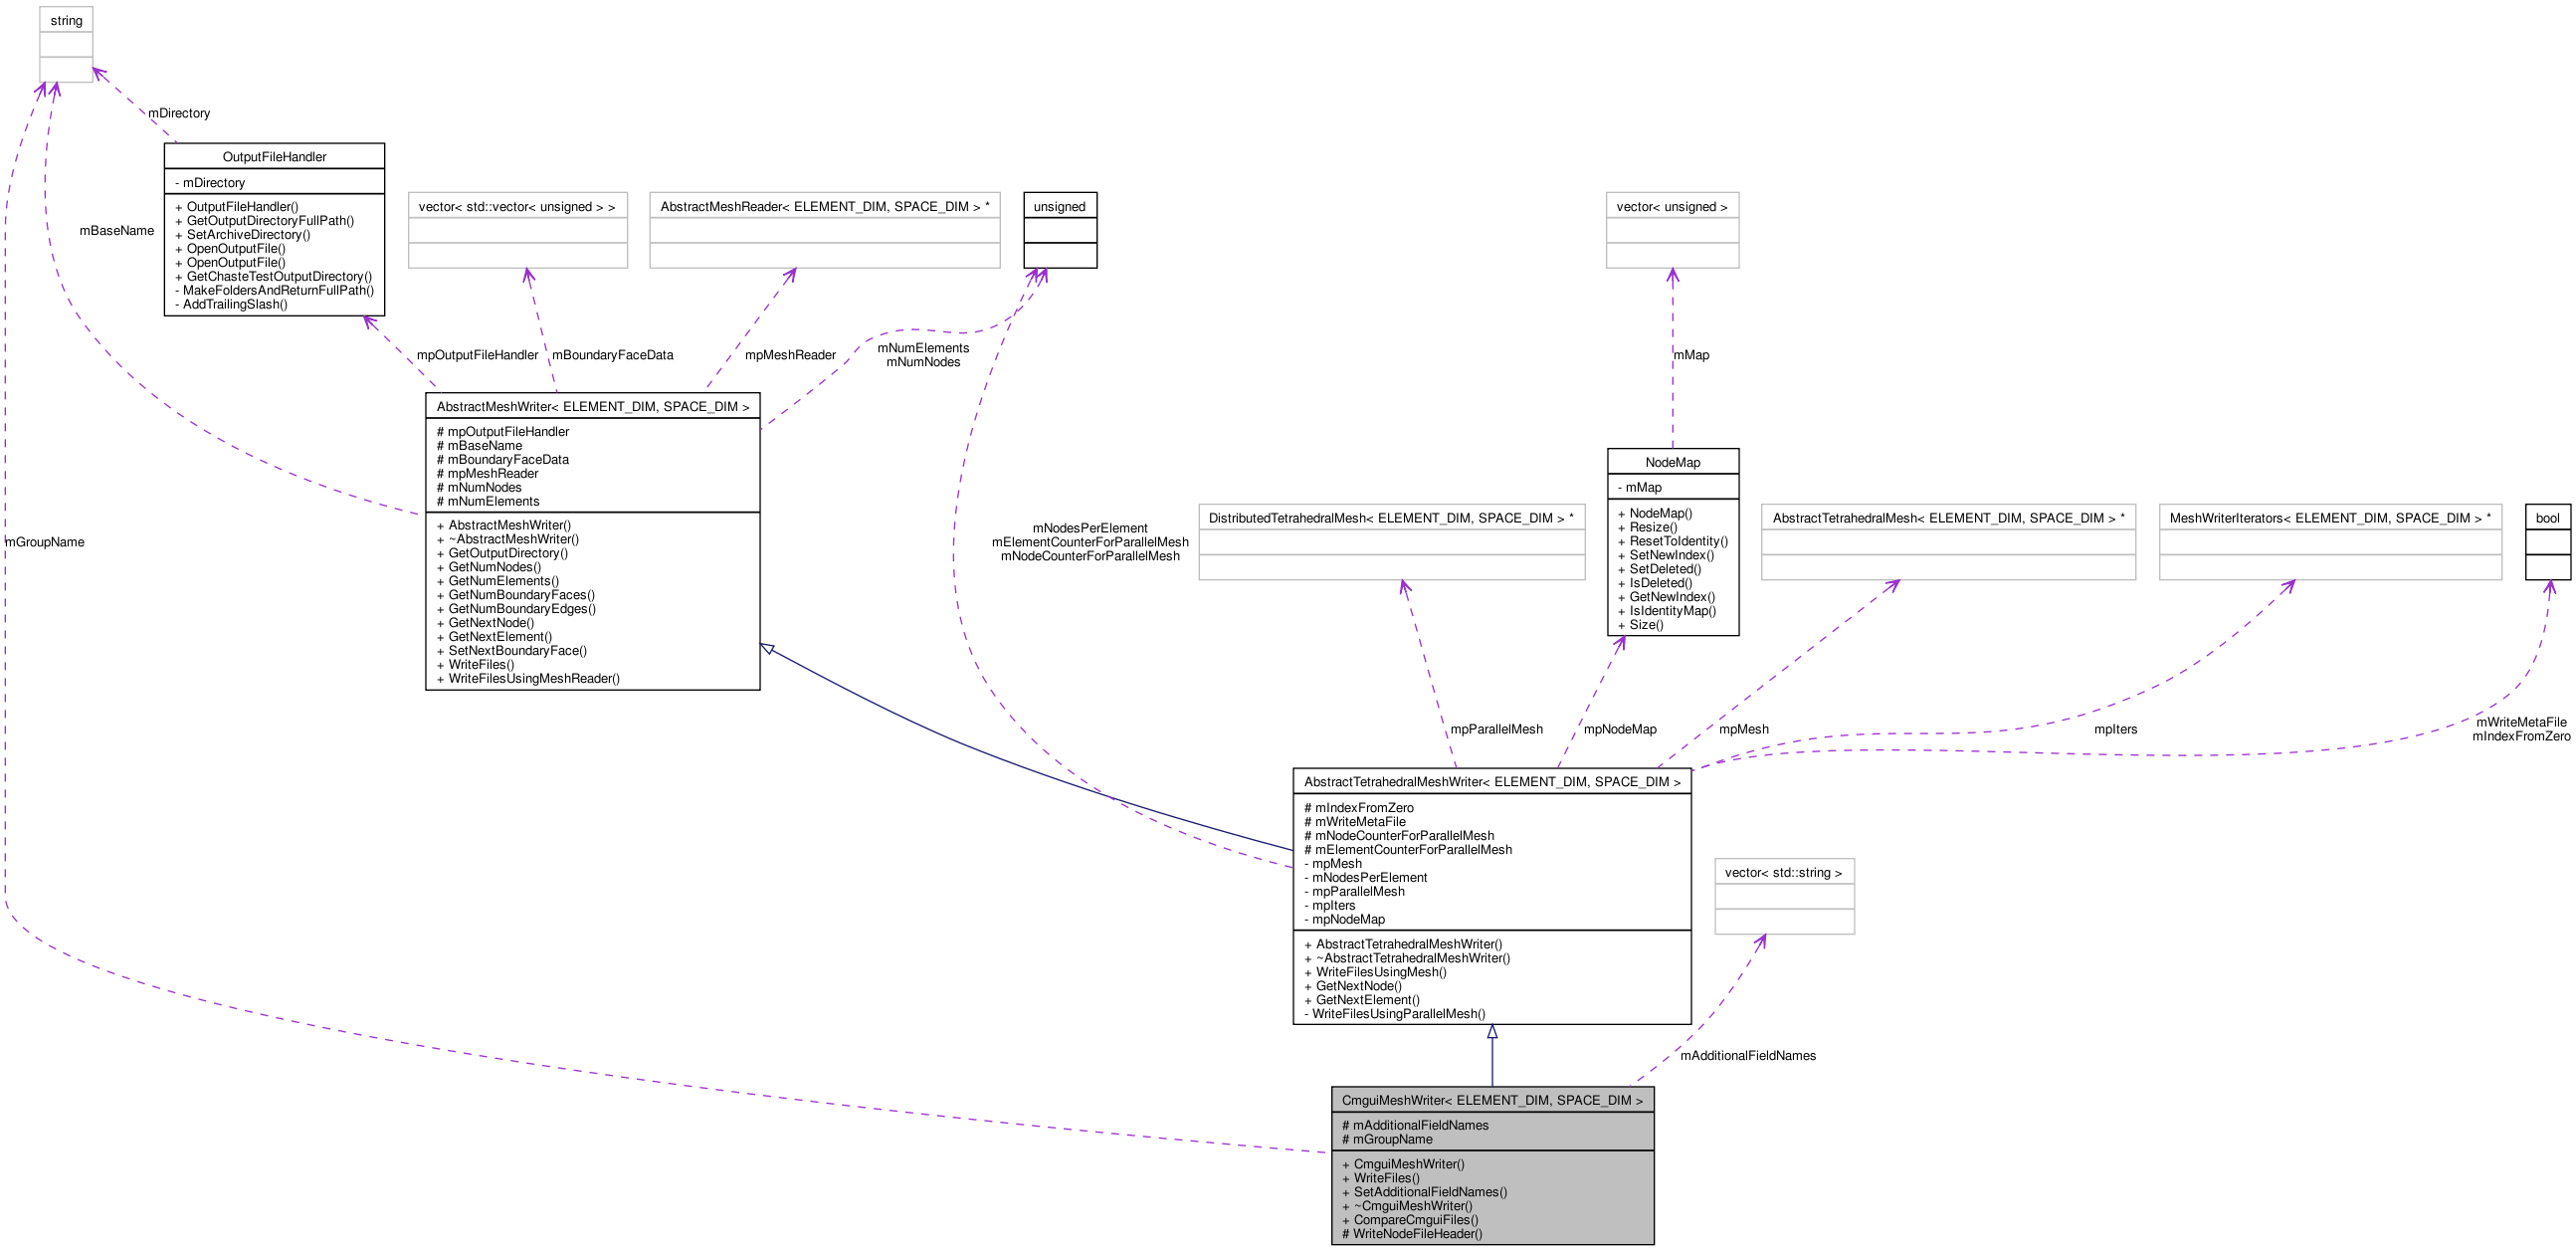 string
mDirectory
OutputFileHandler
- mDirectory
+ OutputFileHandler()
+ GetOutputDirectoryFullPath()
+ SetArchiveDirectory()
+ OpenOutputFile()
+ OpenOutputFile()
+ GetChasteTestOutputDirectory()
- MakeFoldersAndReturnFullPath()
- AddTrailingSlash()
vector< std::vector< unsigned > >
AbstractMeshReader< ELEMENT_DIM, SPACE_DIM > *
unsigned
vector< unsigned >
mBaseName
mpOutputFileHandler
mBoundaryFaceData
mpMeshReader
mNumElements
mNumNodes
mMap
AbstractMeshWriter< ELEMENT_DIM, SPACE_DIM >
# mpOutputFileHandler
# mBaseName
# mBoundaryFaceData
# mpMeshReader
# mNumNodes
# mNumElements
+ AbstractMeshWriter()
+ ~AbstractMeshWriter()
+ GetOutputDirectory()
+ GetNumNodes()
+ GetNumElements()
+ GetNumBoundaryFaces()
+ GetNumBoundaryEdges()
+ GetNextNode()
+ GetNextElement()
+ SetNextBoundaryFace()
+ WriteFiles()
+ WriteFilesUsingMeshReader()
mGroupName
mNodesPerElement
mElementCounterForParallelMesh
mNodeCounterForParallelMesh
DistributedTetrahedralMesh< ELEMENT_DIM, SPACE_DIM > *
NodeMap
- mMap
+ NodeMap()
+ Resize()
+ ResetToIdentity()
+ SetNewIndex()
+ SetDeleted()
+ IsDeleted()
+ GetNewIndex()
+ IsIdentityMap()
+ Size()
AbstractTetrahedralMesh< ELEMENT_DIM, SPACE_DIM > *
MeshWriterIterators< ELEMENT_DIM, SPACE_DIM > *
bool
mpParallelMesh
mpNodeMap
mpMesh
mpIters
mWriteMetaFile
mIndexFromZero
AbstractTetrahedralMeshWriter< ELEMENT_DIM, SPACE_DIM >
# mIndexFromZero
# mWriteMetaFile
# mNodeCounterForParallelMesh
# mElementCounterForParallelMesh
- mpMesh
- mNodesPerElement
- mpParallelMesh
- mpIters
- mpNodeMap
+ AbstractTetrahedralMeshWriter()
+ ~AbstractTetrahedralMeshWriter()
+ WriteFilesUsingMesh()
+ GetNextNode()
+ GetNextElement()
- WriteFilesUsingParallelMesh()
vector< std::string >
mAdditionalFieldNames
CmguiMeshWriter< ELEMENT_DIM, SPACE_DIM >
# mAdditionalFieldNames
# mGroupName
+ CmguiMeshWriter()
+ WriteFiles()
+ SetAdditionalFieldNames()
+ ~CmguiMeshWriter()
+ CompareCmguiFiles()
# WriteNodeFileHeader()